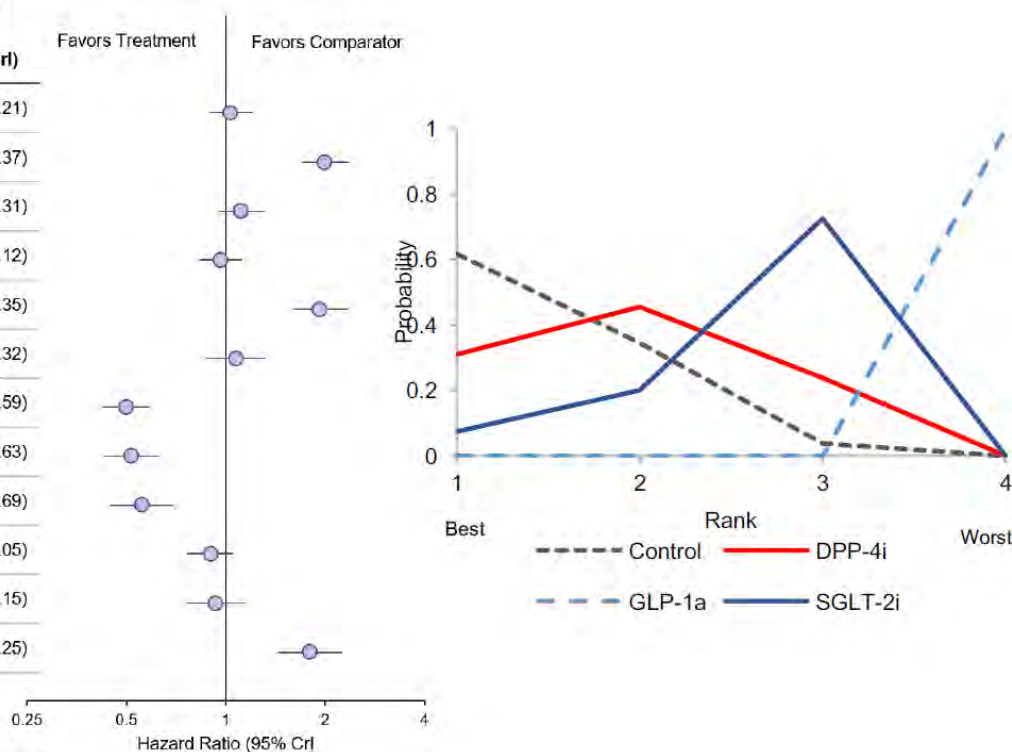 Favors Treatment Favors Comparator
rl)
.21)
.37)
.31)
.12)
.35)
.32)
.59)
.63)
.69)
.05)
.15)
.25)
0.25 0.5 1 2 4
Hazard Ratio (95% CrI
1
0.8
0.6
0.4
0.2
0
Probability
1 2 3 4
Best Rank Worst
Control DPP-4i
GLP-1a SGLT-2i